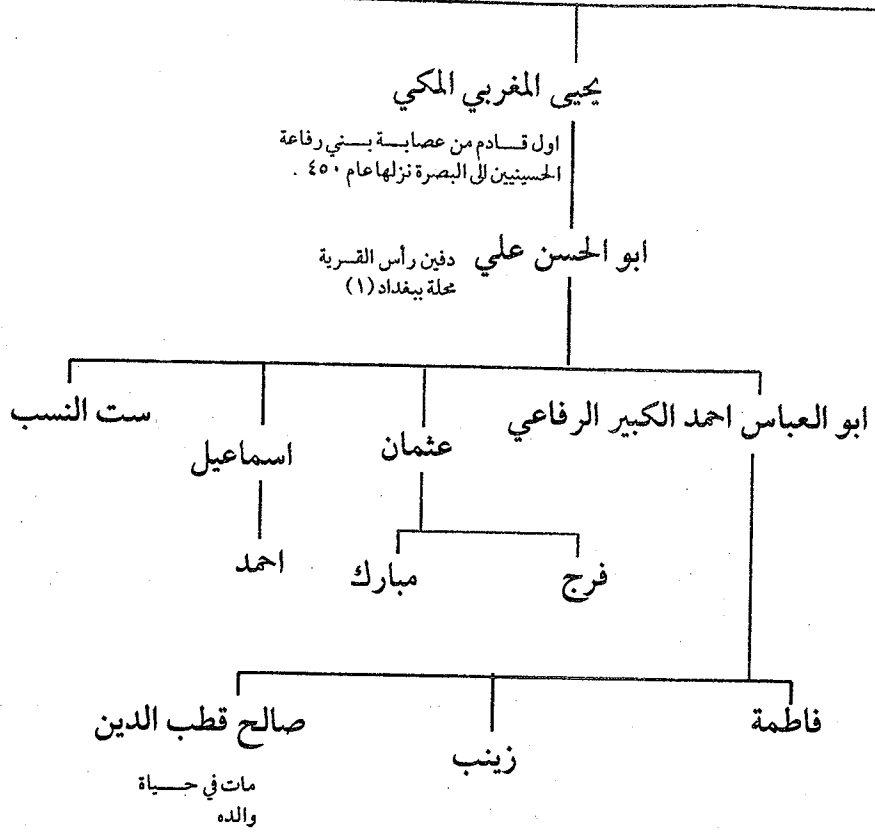 يحيى المغربي المكي
اول قادم من عصابة بني رفاعة
الحسينيين الى البصرة نزلها عام ٤٥٠ .
ابو الحسن علي
دفين رأس القرية
محلة ببغداد (١)
ابو العباس احمد الكبير الرفاعي
عثمان
اسماعيل
ست النسب
فرج
مبارك
احمد
فاطمة
زينب
صالح قطب الدين
مات في حياة
والده